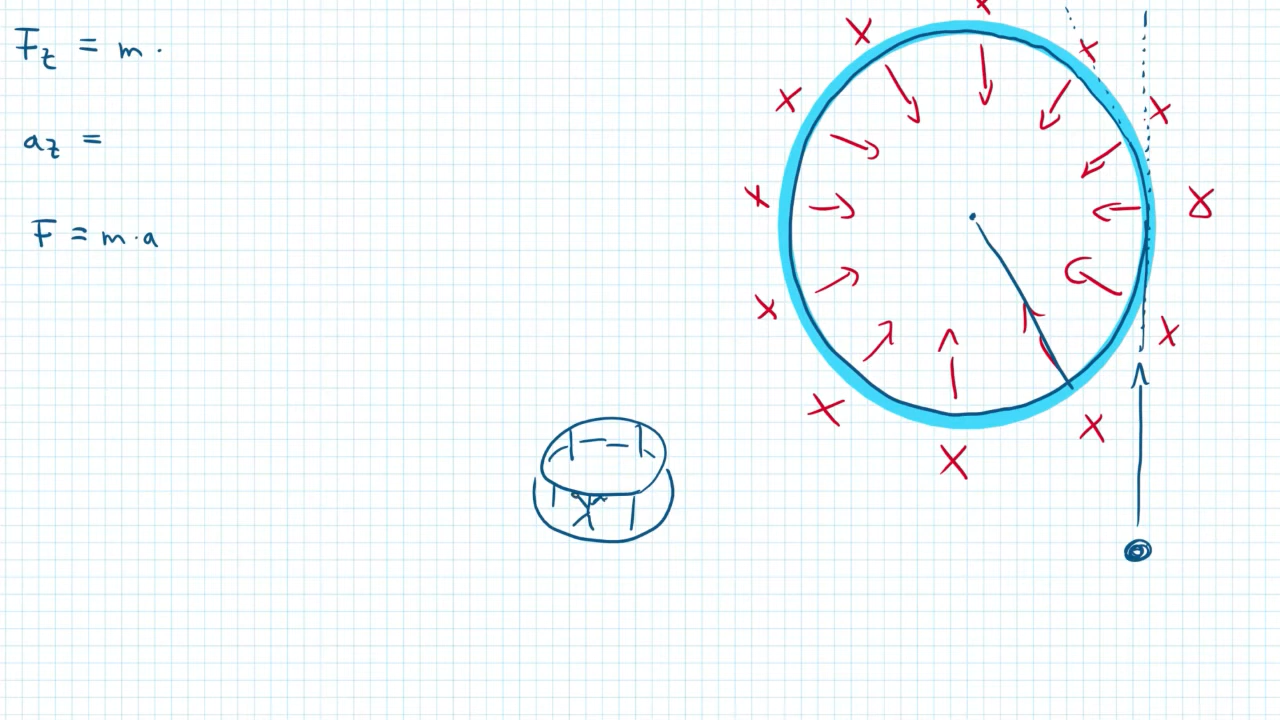 F_z = m ·
a_z =
F = m · a